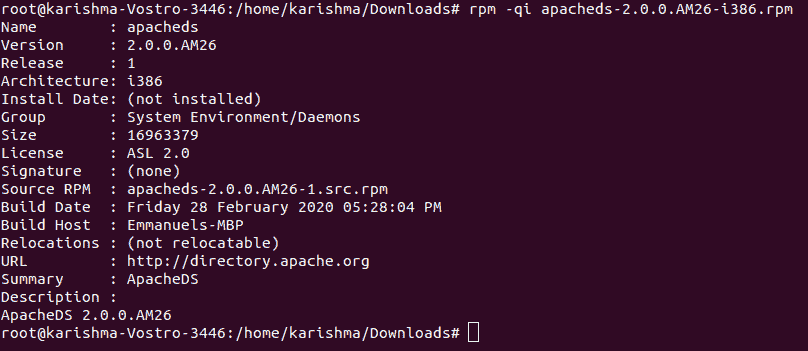 root@karishma-Vostro-3446:/home/karishma/Downloads# rpm -qi apacheds-2.0.0.AM26-i386.rpm
Name        : apacheds
Version     : 2.0.0.AM26
Release     : 1
Architecture: i386
Install Date: (not installed)
Group       : System Environment/Daemons
Size        : 16963379
License     : ASL 2.0
Signature   : (none)
Source RPM  : apacheds-2.0.0.AM26-1.src.rpm
Build Date  : Friday 28 February 2020 05:28:04 PM
Build Host  : Emmanuels-MBP
Relocations : (not relocatable)
URL         : http://directory.apache.org
Summary     : ApacheDS
Description :
ApacheDS 2.0.0.AM26
root@karishma-Vostro-3446:/home/karishma/Downloads#